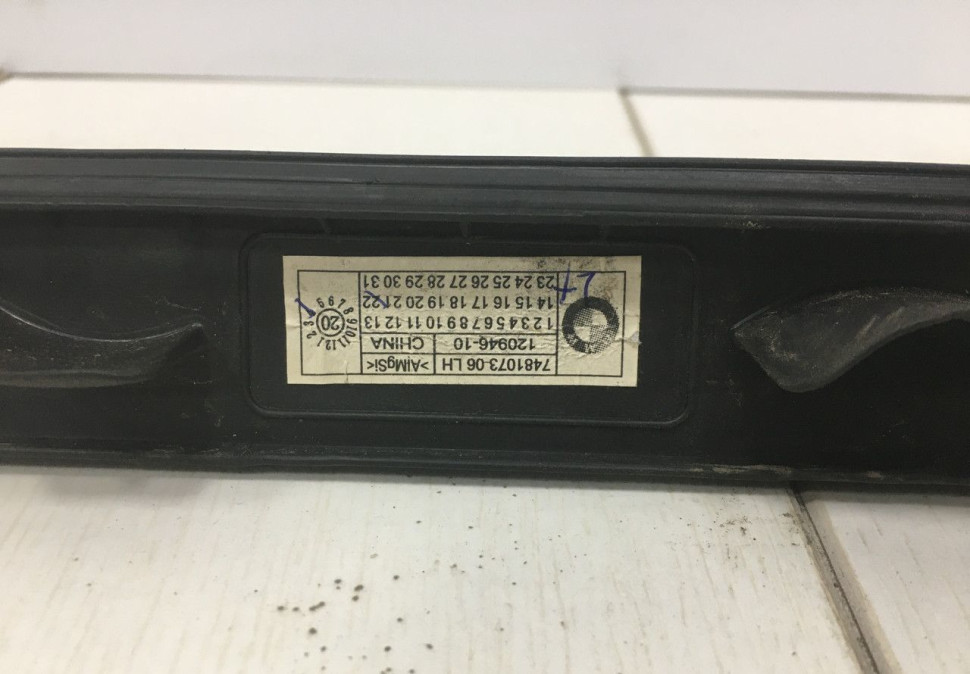 7481073-06 LH >AlMgSi<
120946-10 CHINA
1 2 3 4 5 6 7 8 9 10 11 12 13
14 15 16 17 18 19 20 21 22
23 24 25 26 27 28 29 30 31
20